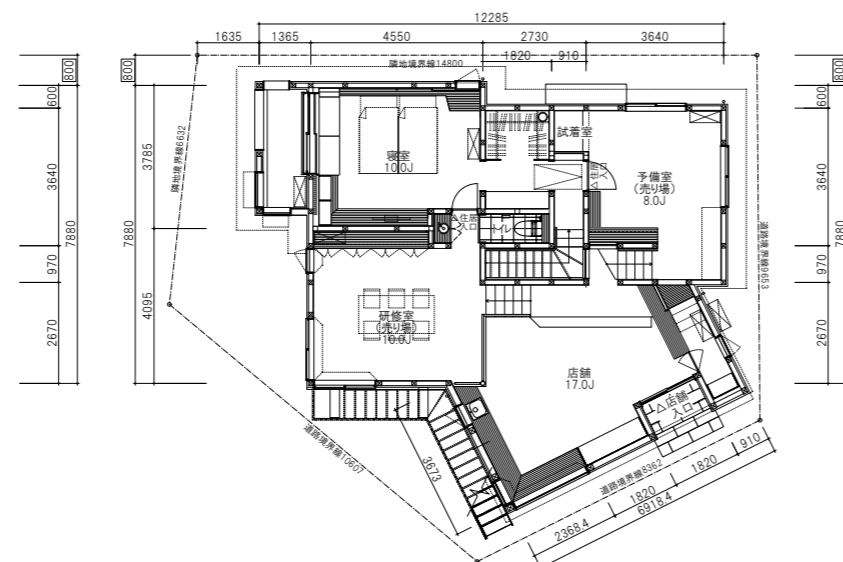 12285
1635
1365
4550
2730
3640
1820
910
隣地境界線14800
800
800
800
600
3640
970
2670
7880
7880
3785
4095
600
3640
970
2670
7880
隣地境界線6632
寝室
10.0J
試着室
△住居
入口
予備室
(売り場)
8.0J
△住居
入口
トイレ
道路境界線9653
研修室
(売り場)
10.0J
店舗
17.0J
△店舗
入口
道路境界線10607
3673
道路境界線8362
910
1820
1820
2368.4
6918.4